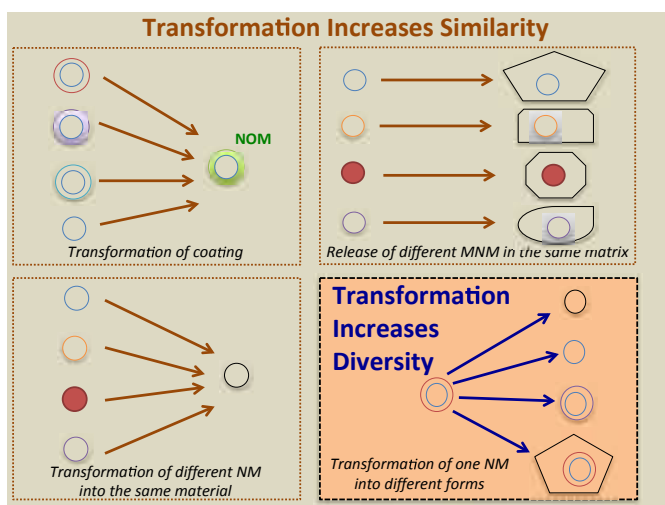 Transformation Increases Similarity
NOM
Transformation of coating
Release of different MNM in the same matrix
Transformation of different NM
into the same material
Transformation
Increases
Diversity
Transformation of one NM
into different forms